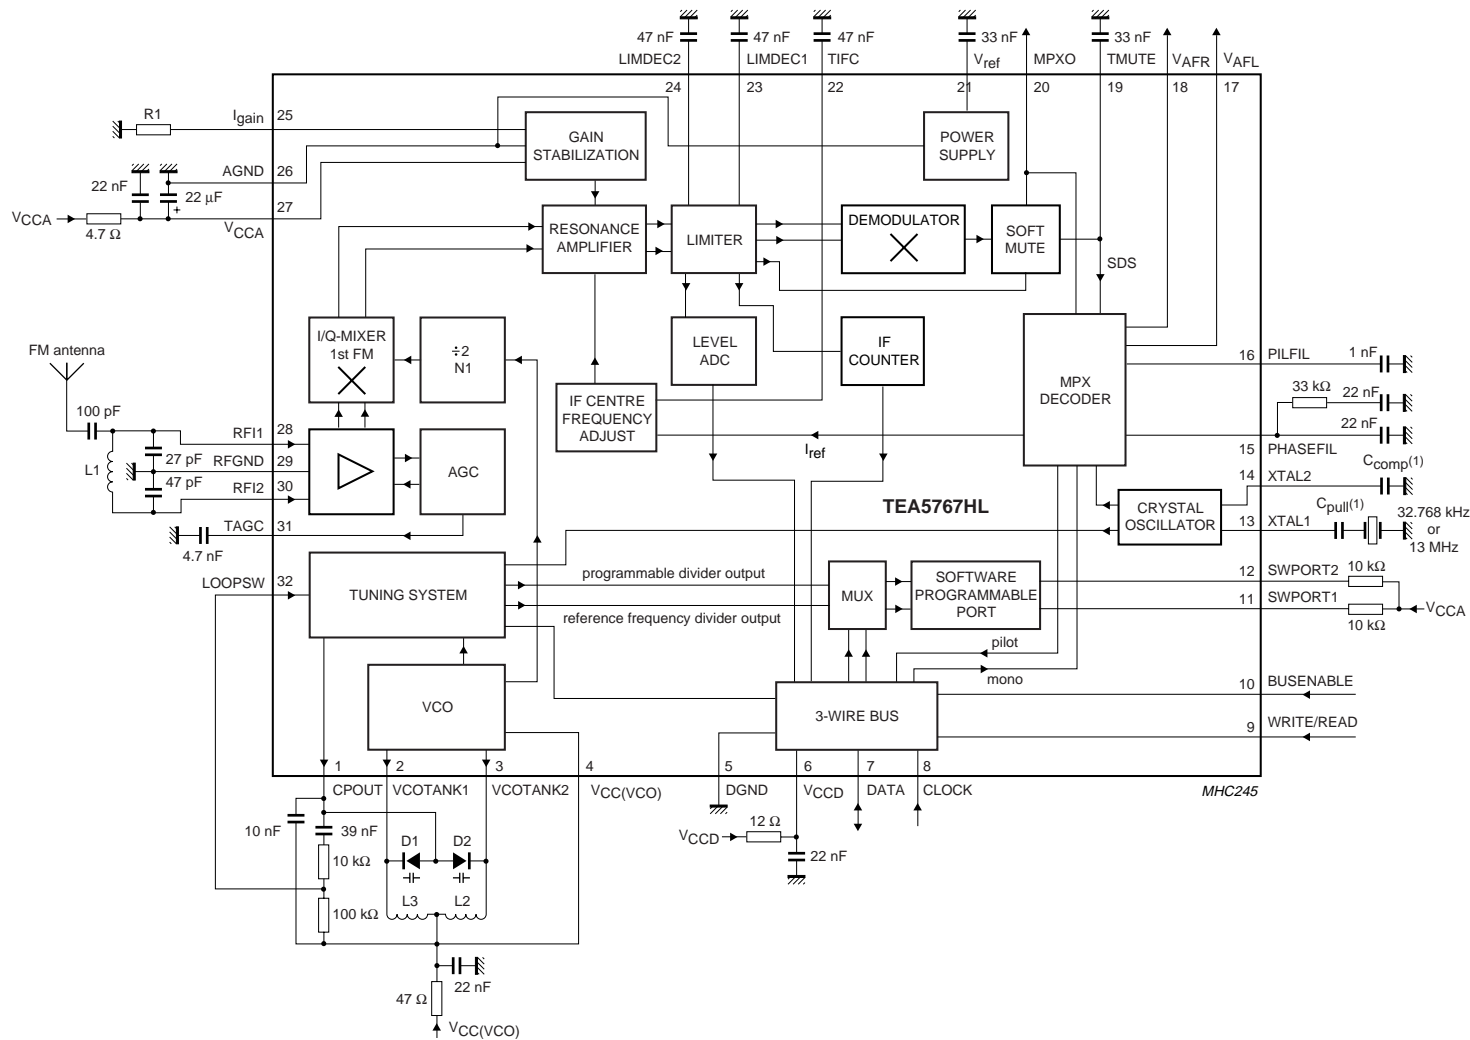 47 nF
47 nF
47 nF
33 nF
33 nF
LIMDEC2
LIMDEC1
TIFC
Vref
MPXO
TMUTE
VAFR
VAFL
24
23
22
21
20
19
18
17
R1
Igain
25
GAIN
STABILIZATION
POWER
SUPPLY
AGND
26
22 nF
22 μF
+
27
VCCA
4.7 Ω
VCCA
RESONANCE
AMPLIFIER
LIMITER
DEMODULATOR
SOFT
MUTE
SDS
I/Q-MIXER
1st FM
÷2
N1
LEVEL
ADC
IF
COUNTER
MPX
DECODER
FM antenna
16
PILFIL
1 nF
33 kΩ
22 nF
22 nF
15
PHASEFIL
IF CENTRE
FREQUENCY
ADJUST
Iref
100 pF
28
RFI1
27 pF
RFGND
29
L1
47 pF
RFI2
30
AGC
TAGC
31
4.7 nF
TEA5767HL
14
XTAL2
Ccomp(1)
CRYSTAL
OSCILLATOR
13
XTAL1
Cpull(1)
32.768 kHz
or
13 MHz
LOOPSW
32
TUNING SYSTEM
programmable divider output
reference frequency divider output
MUX
SOFTWARE
PROGRAMMABLE
PORT
12
SWPORT2
10 kΩ
11
SWPORT1
10 kΩ
VCCA
pilot
mono
VCO
3-WIRE BUS
10
BUSENABLE
9
WRITE/READ
1
2
3
4
5
6
7
8
CPOUT
VCOTANK1
VCOTANK2
VCC(VCO)
DGND
VCCD
DATA
CLOCK
MHC245
10 nF
39 nF
D1
D2
10 kΩ
L3
L2
100 kΩ
VCCD
12 Ω
22 nF
22 nF
47 Ω
VCC(VCO)